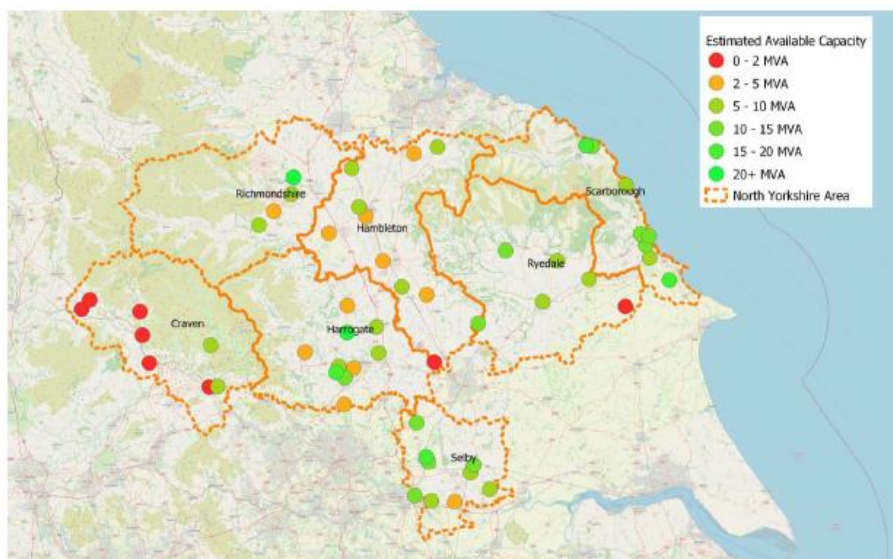 Estimated Available Capacity
0 - 2 MVA
2 - 5 MVA
5 - 10 MVA
10 - 15 MVA
15 - 20 MVA
20+ MVA
North Yorkshire Area
Richmondshire
Scarborough
Hambleton
Ryedale
Craven
Harrogate
Selby